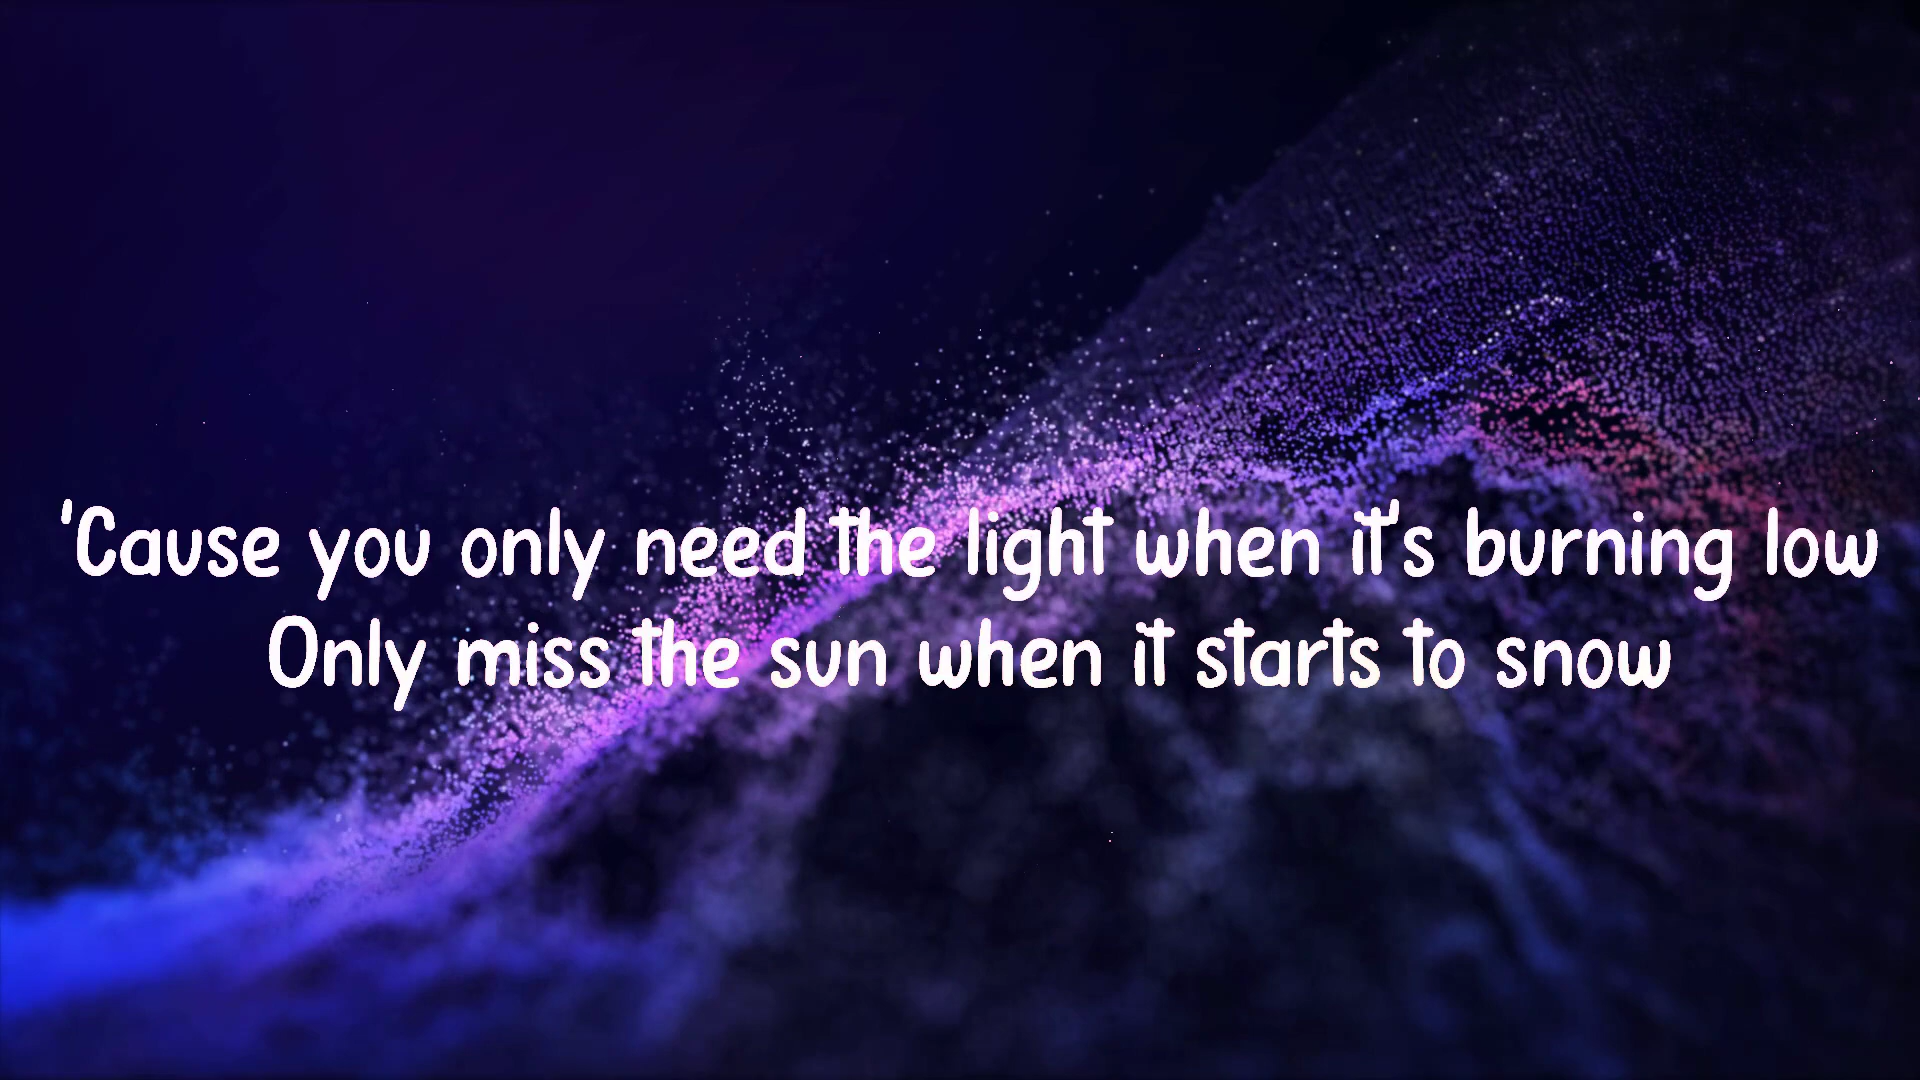 'Cause you only need the light when it's burning low
Only miss the sun when it starts to snow